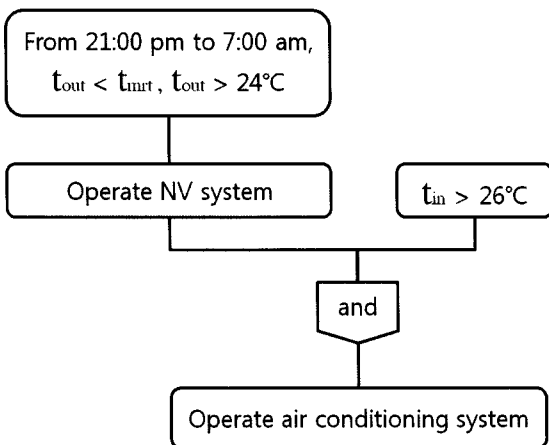 From 21:00 pm to 7:00 am,
tout < tmrt , tout > 24℃
Operate NV system
tin > 26℃
and
Operate air conditioning system